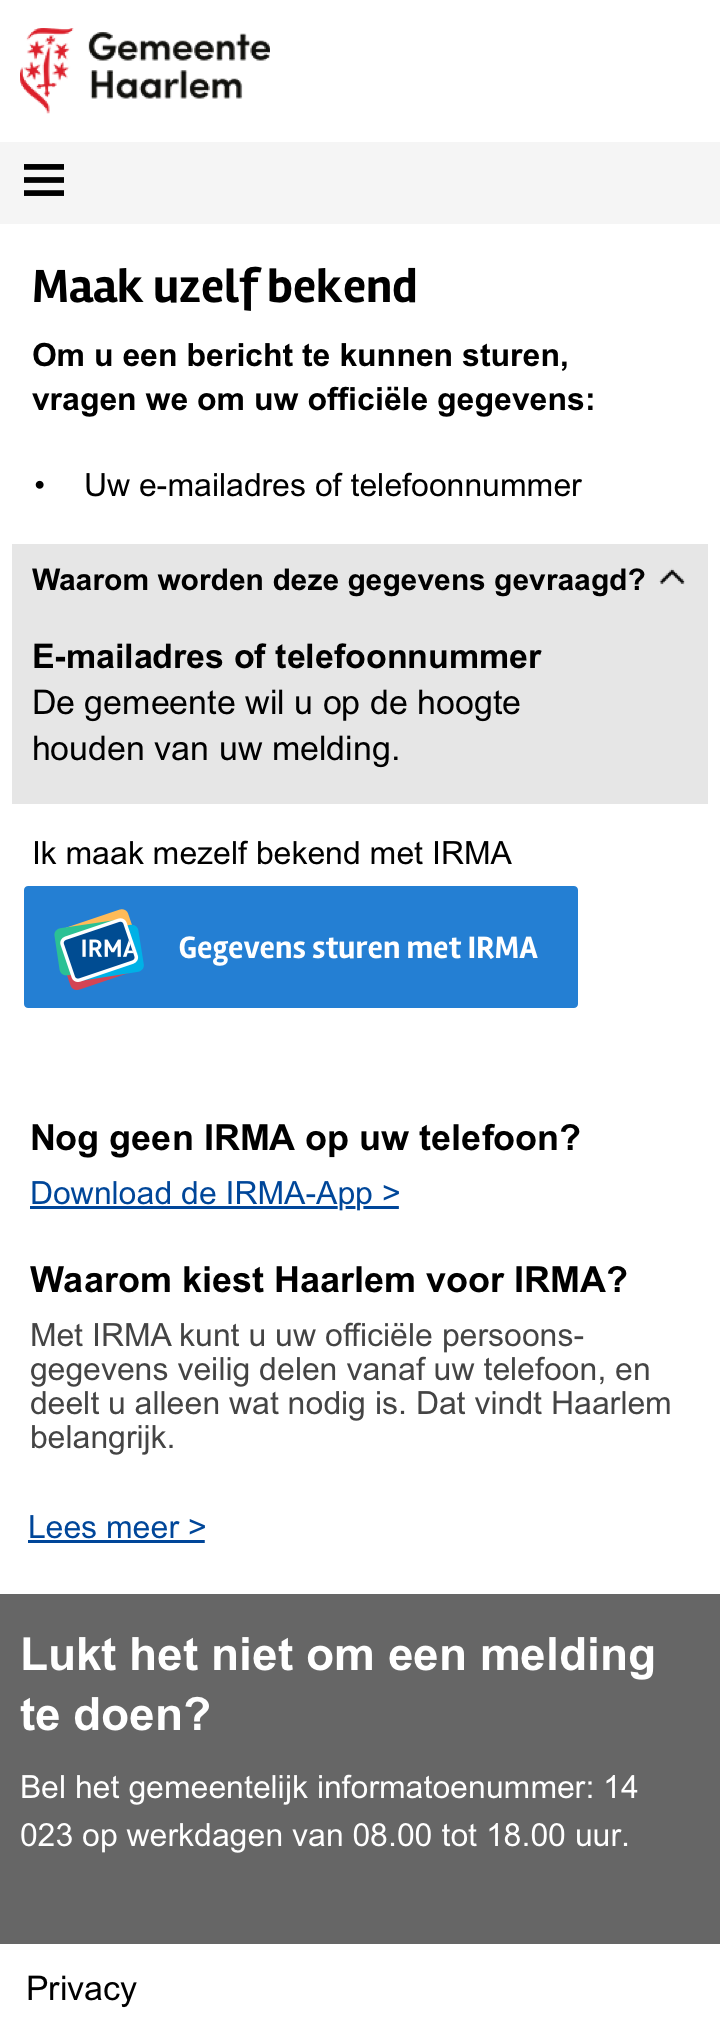 Gemeente
Haarlem
Maak uzelf bekend
Om u een bericht te kunnen sturen,
vragen we om uw officiële gegevens:
• Uw e-mailadres of telefoonnummer
Waarom worden deze gegevens gevraagd?
E-mailadres of telefoonnummer
De gemeente wil u op de hoogte
houden van uw melding.
Ik maak mezelf bekend met IRMA
IRMA Gegevens sturen met IRMA
Nog geen IRMA op uw telefoon?
Download de IRMA-App >
Waarom kiest Haarlem voor IRMA?
Met IRMA kunt u uw officiële persoons-
gegevens veilig delen vanaf uw telefoon, en
deelt u alleen wat nodig is. Dat vindt Haarlem
belangrijk.
Lees meer >
Lukt het niet om een melding
te doen?
Bel het gemeentelijk informatoenummer: 14
023 op werkdagen van 08.00 tot 18.00 uur.
Privacy